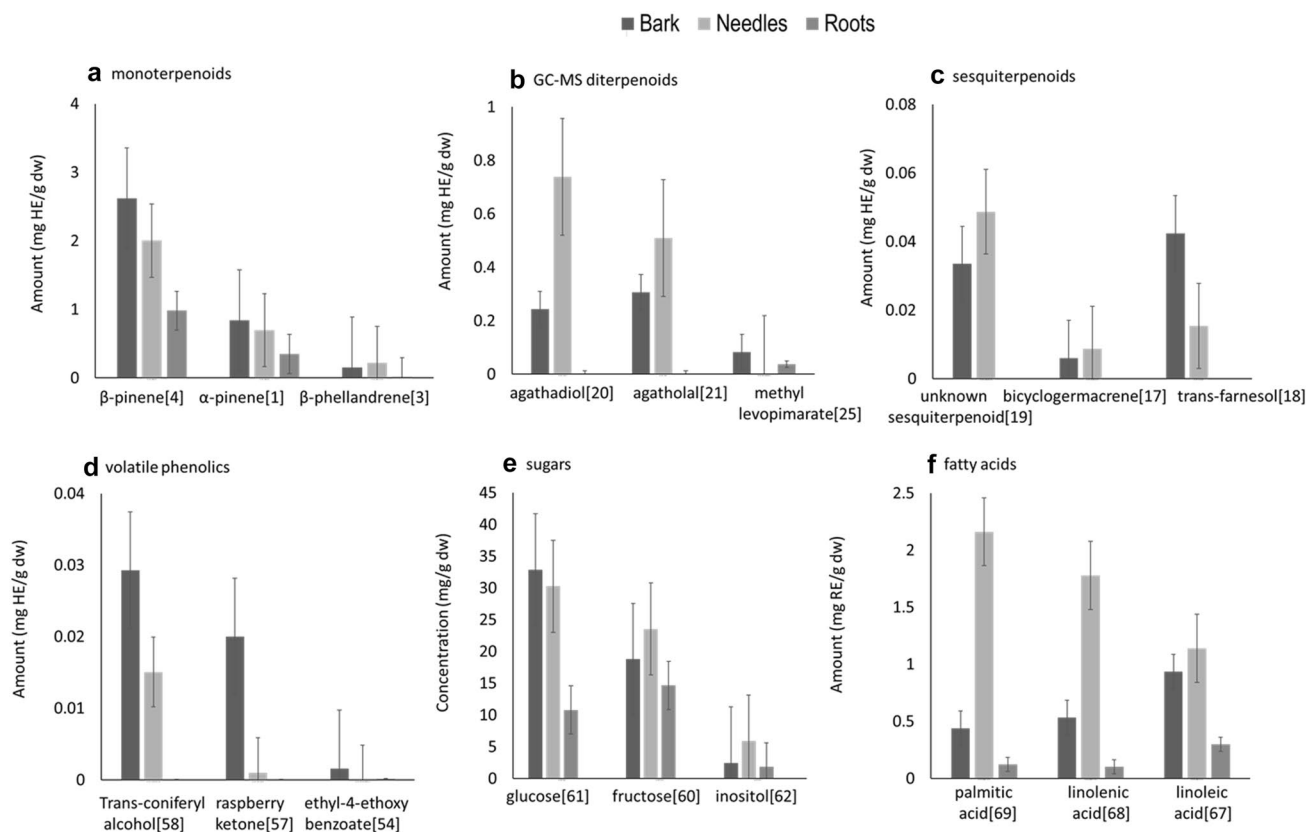 Bark Needles Roots
a monoterpenoids
Amount (mg HE/g dw)
4
3
2
1
0
β-pinene[4] α-pinene[1] β-phellandrene[3]
b GC-MS diterpenoids
Amount (mg HE/g dw)
1
0.8
0.6
0.4
0.2
0
agathadiol[20] agatholal[21] methyl
levopimarate[25]
c sesquiterpenoids
Amount (mg HE/g dw)
0.08
0.06
0.04
0.02
0
unknown bicyclogermacrene[17] trans-farnesol[18]
sesquiterpenoid[19]
d volatile phenolics
Amount (mg HE/g dw)
0.04
0.03
0.02
0.01
0
Trans-coniferyl raspberry ethyl-4-ethoxy
alcohol[58] ketone[57] benzoate[54]
e sugars
Concentration (mg/g dw)
45
40
35
30
25
20
15
10
5
0
glucose[61] fructose[60] inositol[62]
f fatty acids
Amount (mg RE/g dw)
2.5
2
1.5
1
0.5
0
palmitic linolenic linoleic
acid[69] acid[68] acid[67]